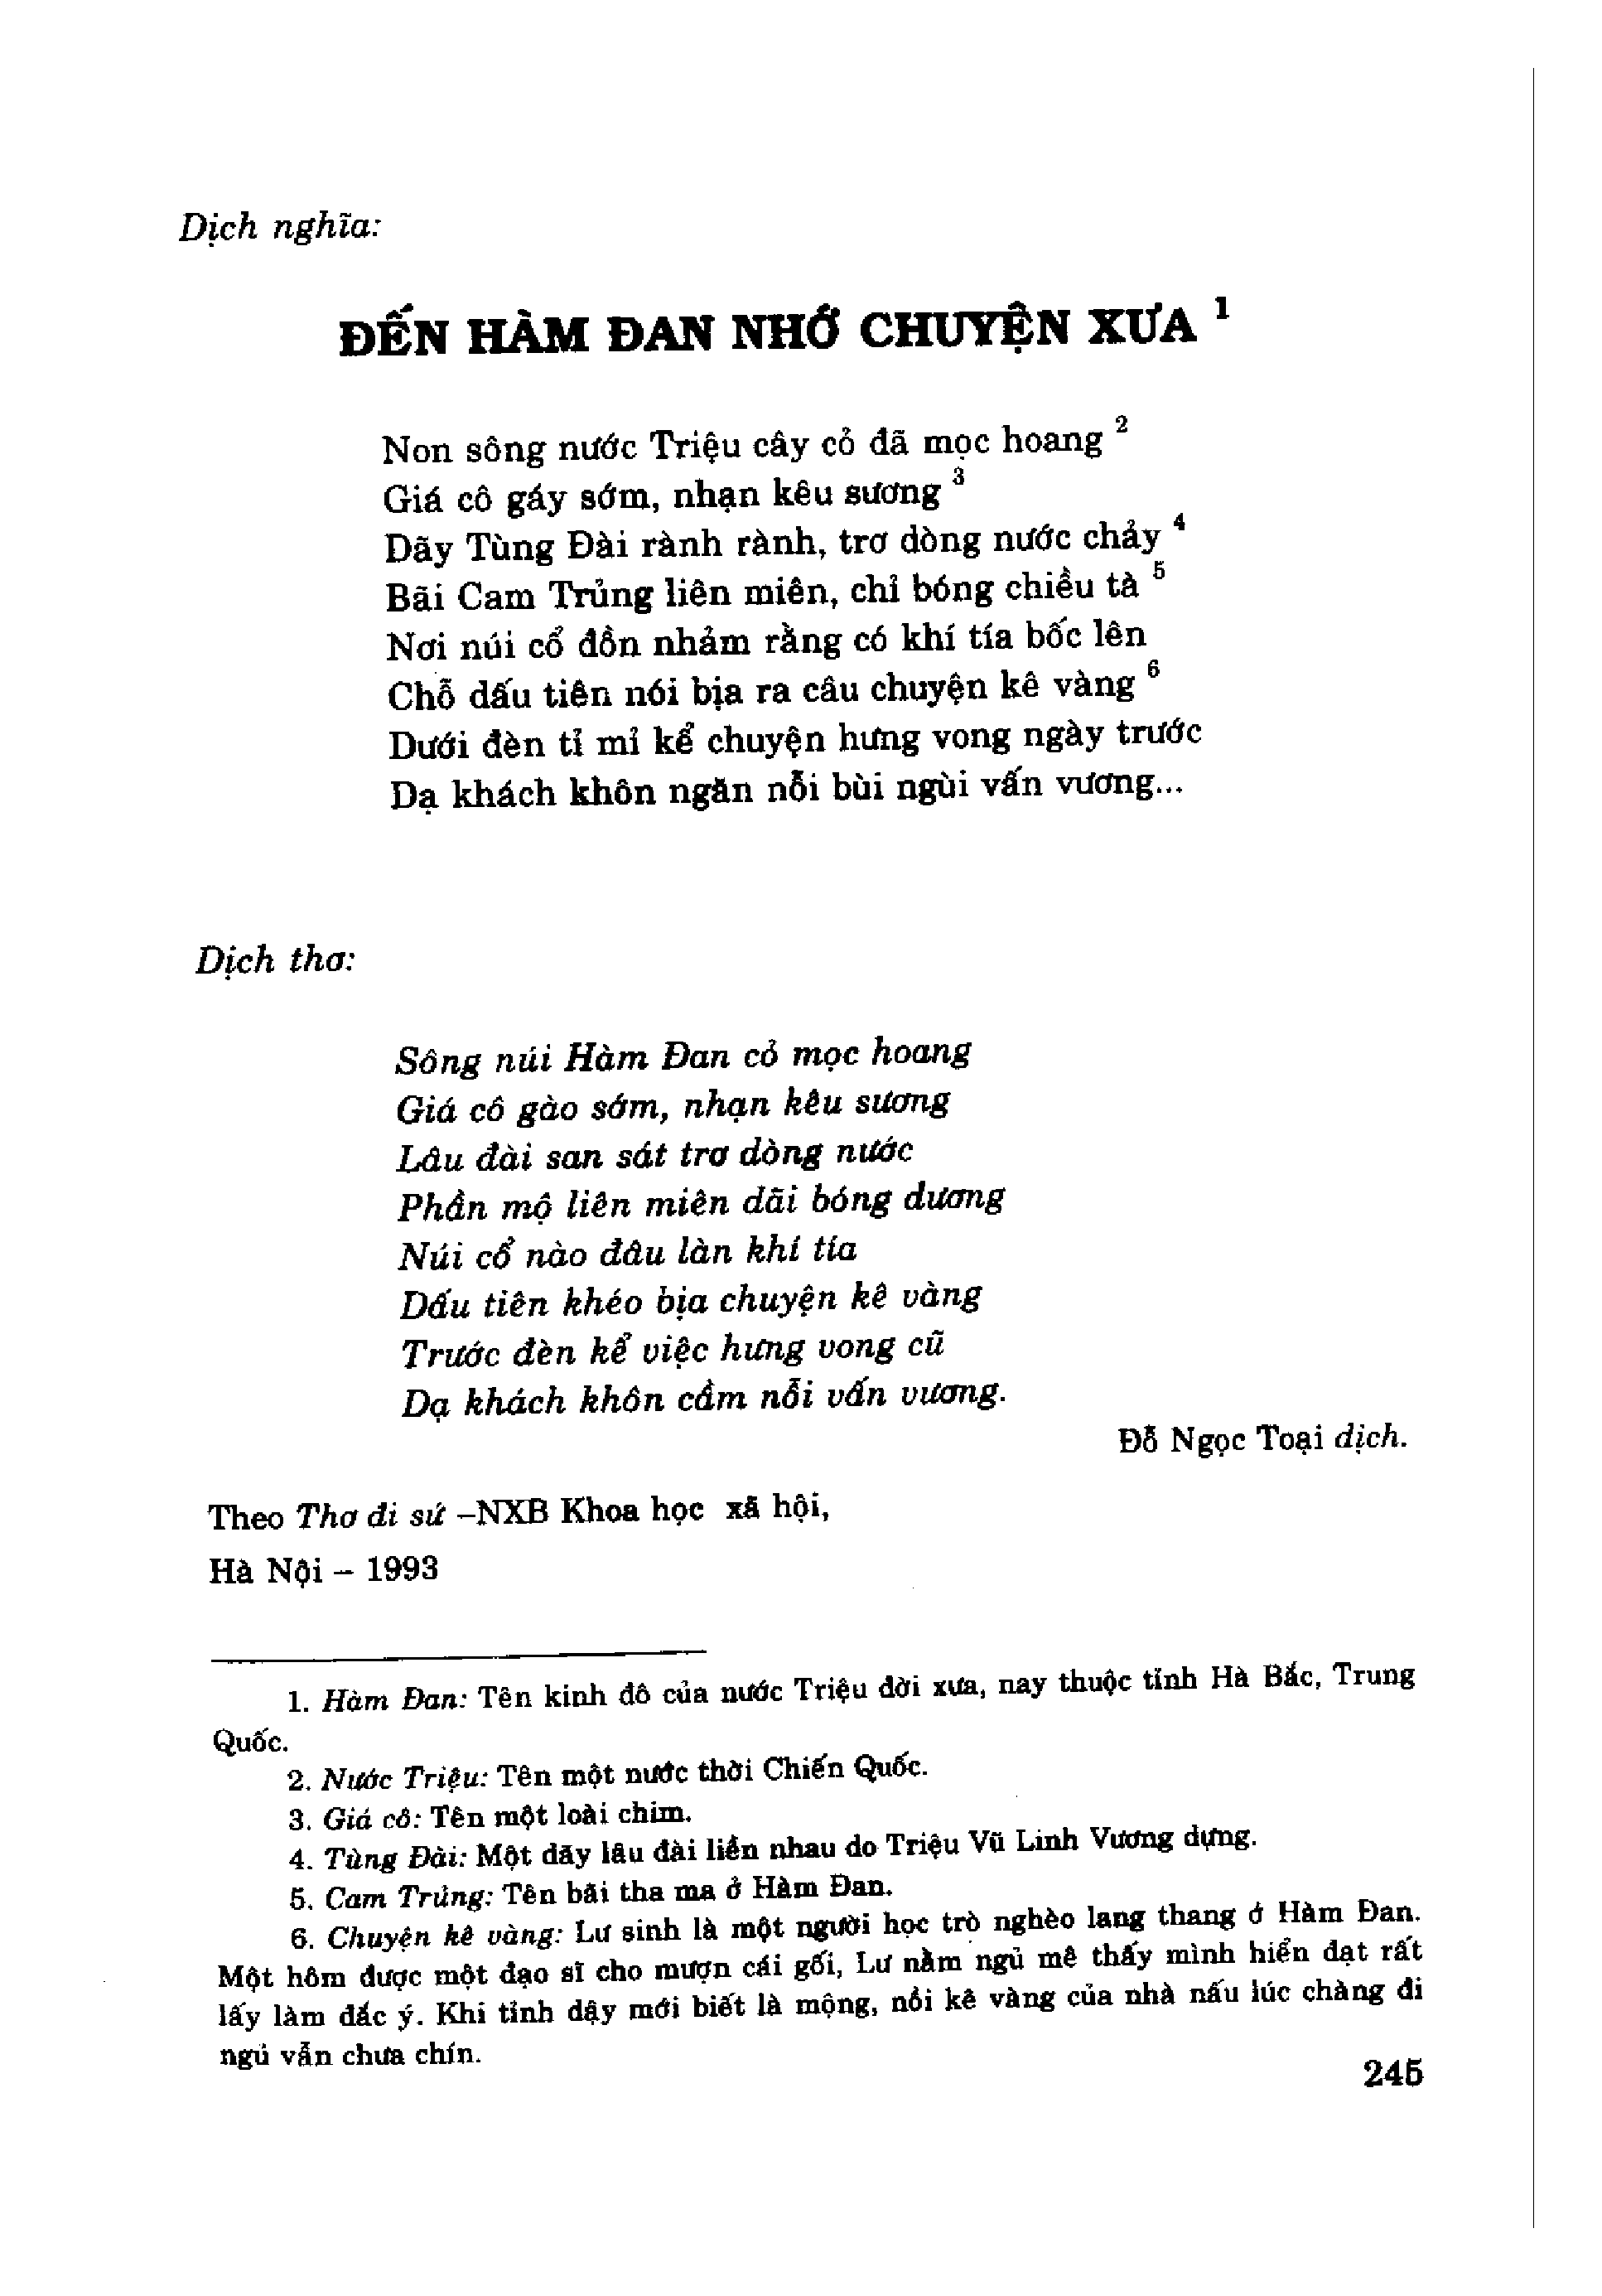 Dịch nghĩa:
ĐẾN HÀM ĐAN NHỚ CHUYỆN XƯA 1
Non sông nước Triệu cây cỏ đã mọc hoang 2
Giá cô gáy sớm, nhạn kêu sương 3
Dãy Tùng Đài rành rành, trơ dòng nước chảy 4
Bãi Cam Trủng liên miên, chỉ bóng chiều tà 5
Nơi núi cổ đồn nhảm rằng có khí tía bốc lên
Chỗ dấu tiên nói bịa ra câu chuyện kê vàng 6
Dưới đèn tỉ mỉ kể chuyện hưng vong ngày trước
Dạ khách khôn ngăn nỗi bùi ngùi vấn vương...
Dịch thơ:
Sông núi Hàm Đan cỏ mọc hoang
Giá cô gào sớm, nhạn kêu sương
Lâu đài san sát trơ dòng nước
Phần mộ liên miên dãi bóng dương
Núi cổ nào đâu làn khí tía
Dấu tiên khéo bịa chuyện kê vàng
Trước đèn kể việc hưng vong cũ
Dạ khách khôn cầm nỗi vấn vương.
Đỗ Ngọc Toại dịch.
Theo Thơ đi sứ –NXB Khoa học xã hội,
Hà Nội – 1993
1. Hàm Đan: Tên kinh đô của nước Triệu đời xưa, nay thuộc tỉnh Hà Bắc, Trung
Quốc.
2. Nước Triệu: Tên một nước thời Chiến Quốc.
3. Giá cô: Tên một loài chim.
4. Tùng Đài: Một dãy lâu đài liền nhau do Triệu Vũ Linh Vương dựng.
5. Cam Trủng: Tên bãi tha ma ở Hàm Đan.
6. Chuyện kê vàng: Lư sinh là một người học trò nghèo lang thang ở Hàm Đan.
Một hôm được một đạo sĩ cho mượn cái gối, Lư nằm ngủ mê thấy mình hiển đạt rất
lấy làm đắc ý. Khi tỉnh dậy mới biết là mộng, nồi kê vàng của nhà nấu lúc chàng đi
ngủ vẫn chưa chín.
245